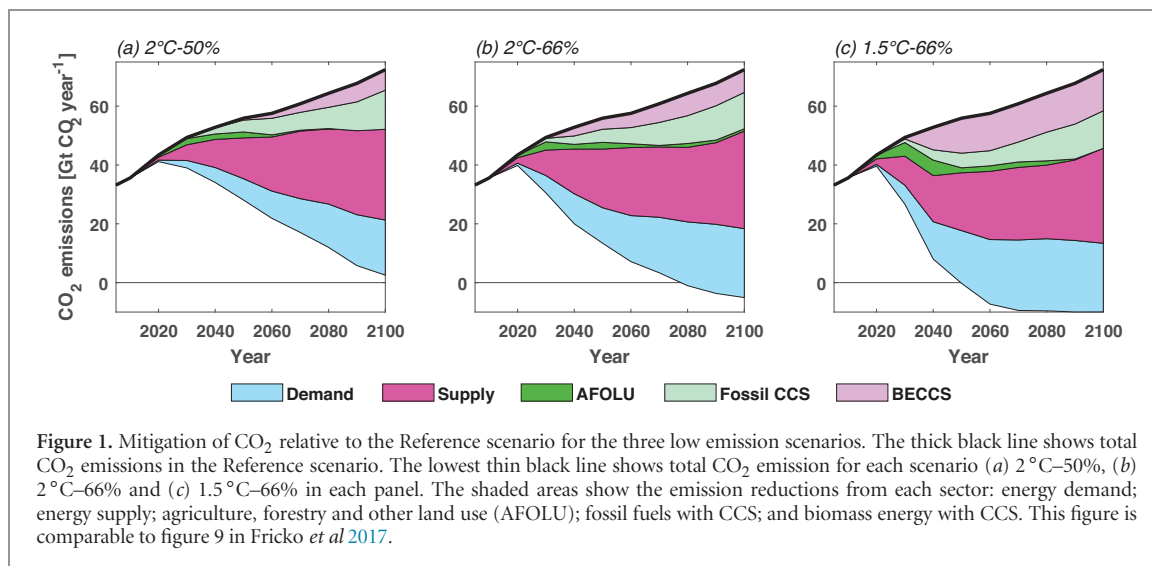 (a) 2°C-50%
(b) 2°C-66%
(c) 1.5°C-66%
CO2 emissions [Gt CO2 year-1]
60
40
20
0
2020 2040 2060 2080 2100
Year
60
40
20
0
2020 2040 2060 2080 2100
Year
60
40
20
0
2020 2040 2060 2080 2100
Year
Demand Supply AFOLU Fossil CCS BECCS
Figure 1. Mitigation of CO2 relative to the Reference scenario for the three low emission scenarios. The thick black line shows total
CO2 emissions in the Reference scenario. The lowest thin black line shows total CO2 emission for each scenario (a) 2 °C–50%, (b)
2 °C–66% and (c) 1.5 °C–66% in each panel. The shaded areas show the emission reductions from each sector: energy demand;
energy supply; agriculture, forestry and other land use (AFOLU); fossil fuels with CCS; and biomass energy with CCS. This figure is
comparable to figure 9 in Fricko et al 2017.